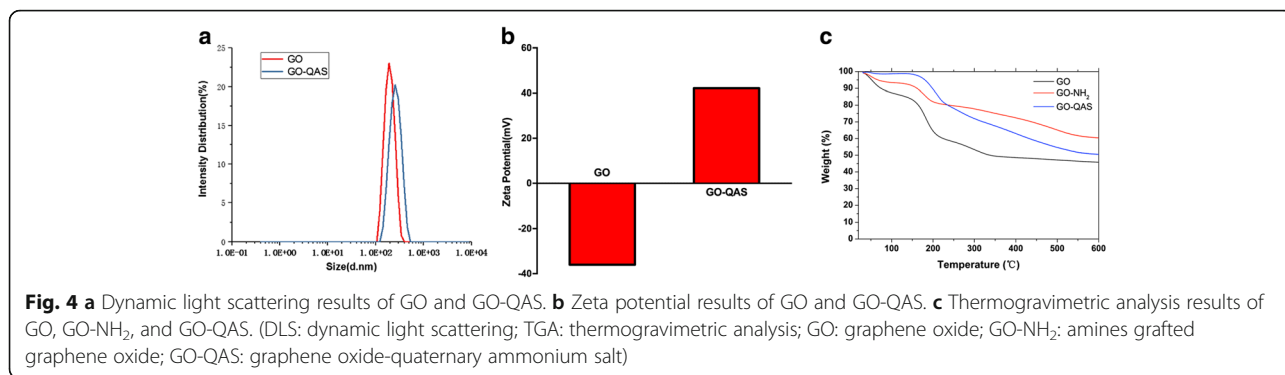 a
GO
GO-QAS
25
20
15
10
5
0
Intensity Distribution(%)
1.0E-01 1.0E+00 1.0E+01 1.0E+02 1.0E+03 1.0E+04
Size(d.nm)
b
60
40
20
0
-20
-40
Zeta Potential(mV)
GO
GO-QAS
c
100
90
80
70
60
50
40
30
20
10
0
Weight (%)
GO
GO-NH₂
GO-QAS
100 200 300 400 500 600
Temperature (℃)
Fig. 4 a Dynamic light scattering results of GO and GO-QAS. b Zeta potential results of GO and GO-QAS. c Thermogravimetric analysis results of
GO, GO-NH₂, and GO-QAS. (DLS: dynamic light scattering; TGA: thermogravimetric analysis; GO: graphene oxide; GO-NH₂: amines grafted
graphene oxide; GO-QAS: graphene oxide-quaternary ammonium salt)